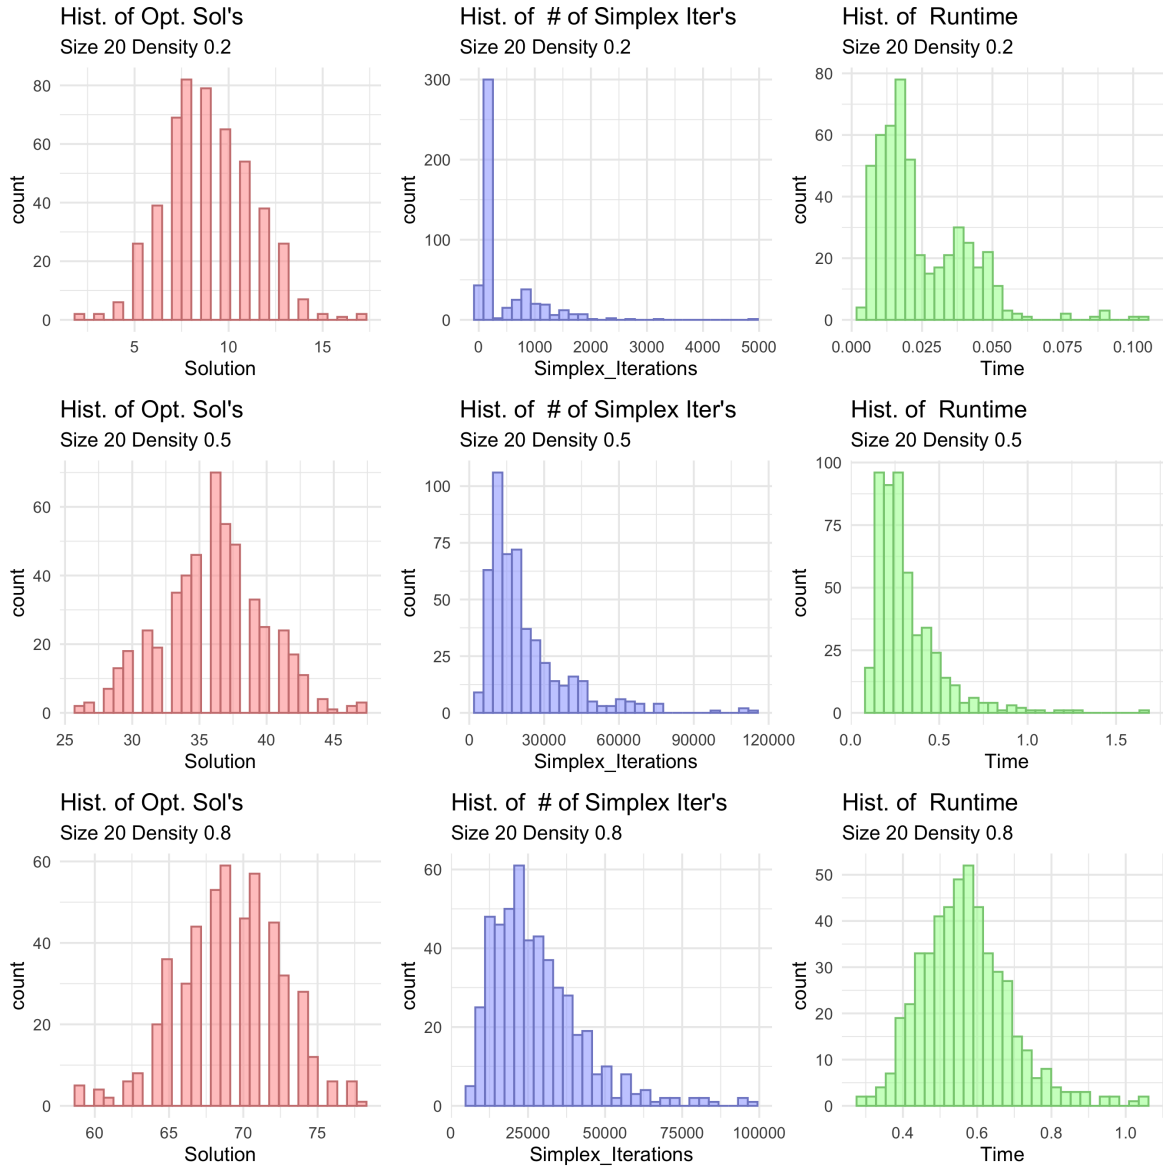 Hist. of Opt. Sol's
Size 20 Density 0.2
count
80
60
40
20
0
5
10
15
Solution
Hist. of  # of Simplex Iter's
Size 20 Density 0.2
count
300
200
100
0
0
1000
2000
3000
4000
5000
Simplex_Iterations
Hist. of  Runtime
Size 20 Density 0.2
count
80
60
40
20
0
0.000
0.025
0.050
0.075
0.100
Time
Hist. of Opt. Sol's
Size 20 Density 0.5
count
60
40
20
0
25
30
35
40
45
Solution
Hist. of  # of Simplex Iter's
Size 20 Density 0.5
count
100
75
50
25
0
0
30000
60000
90000
120000
Simplex_Iterations
Hist. of  Runtime
Size 20 Density 0.5
count
100
75
50
25
0
0.0
0.5
1.0
1.5
Time
Hist. of Opt. Sol's
Size 20 Density 0.8
count
60
40
20
0
60
65
70
75
Solution
Hist. of  # of Simplex Iter's
Size 20 Density 0.8
count
60
40
20
0
0
25000
50000
75000
100000
Simplex_Iterations
Hist. of  Runtime
Size 20 Density 0.8
count
50
40
30
20
10
0
0.4
0.6
0.8
1.0
Time